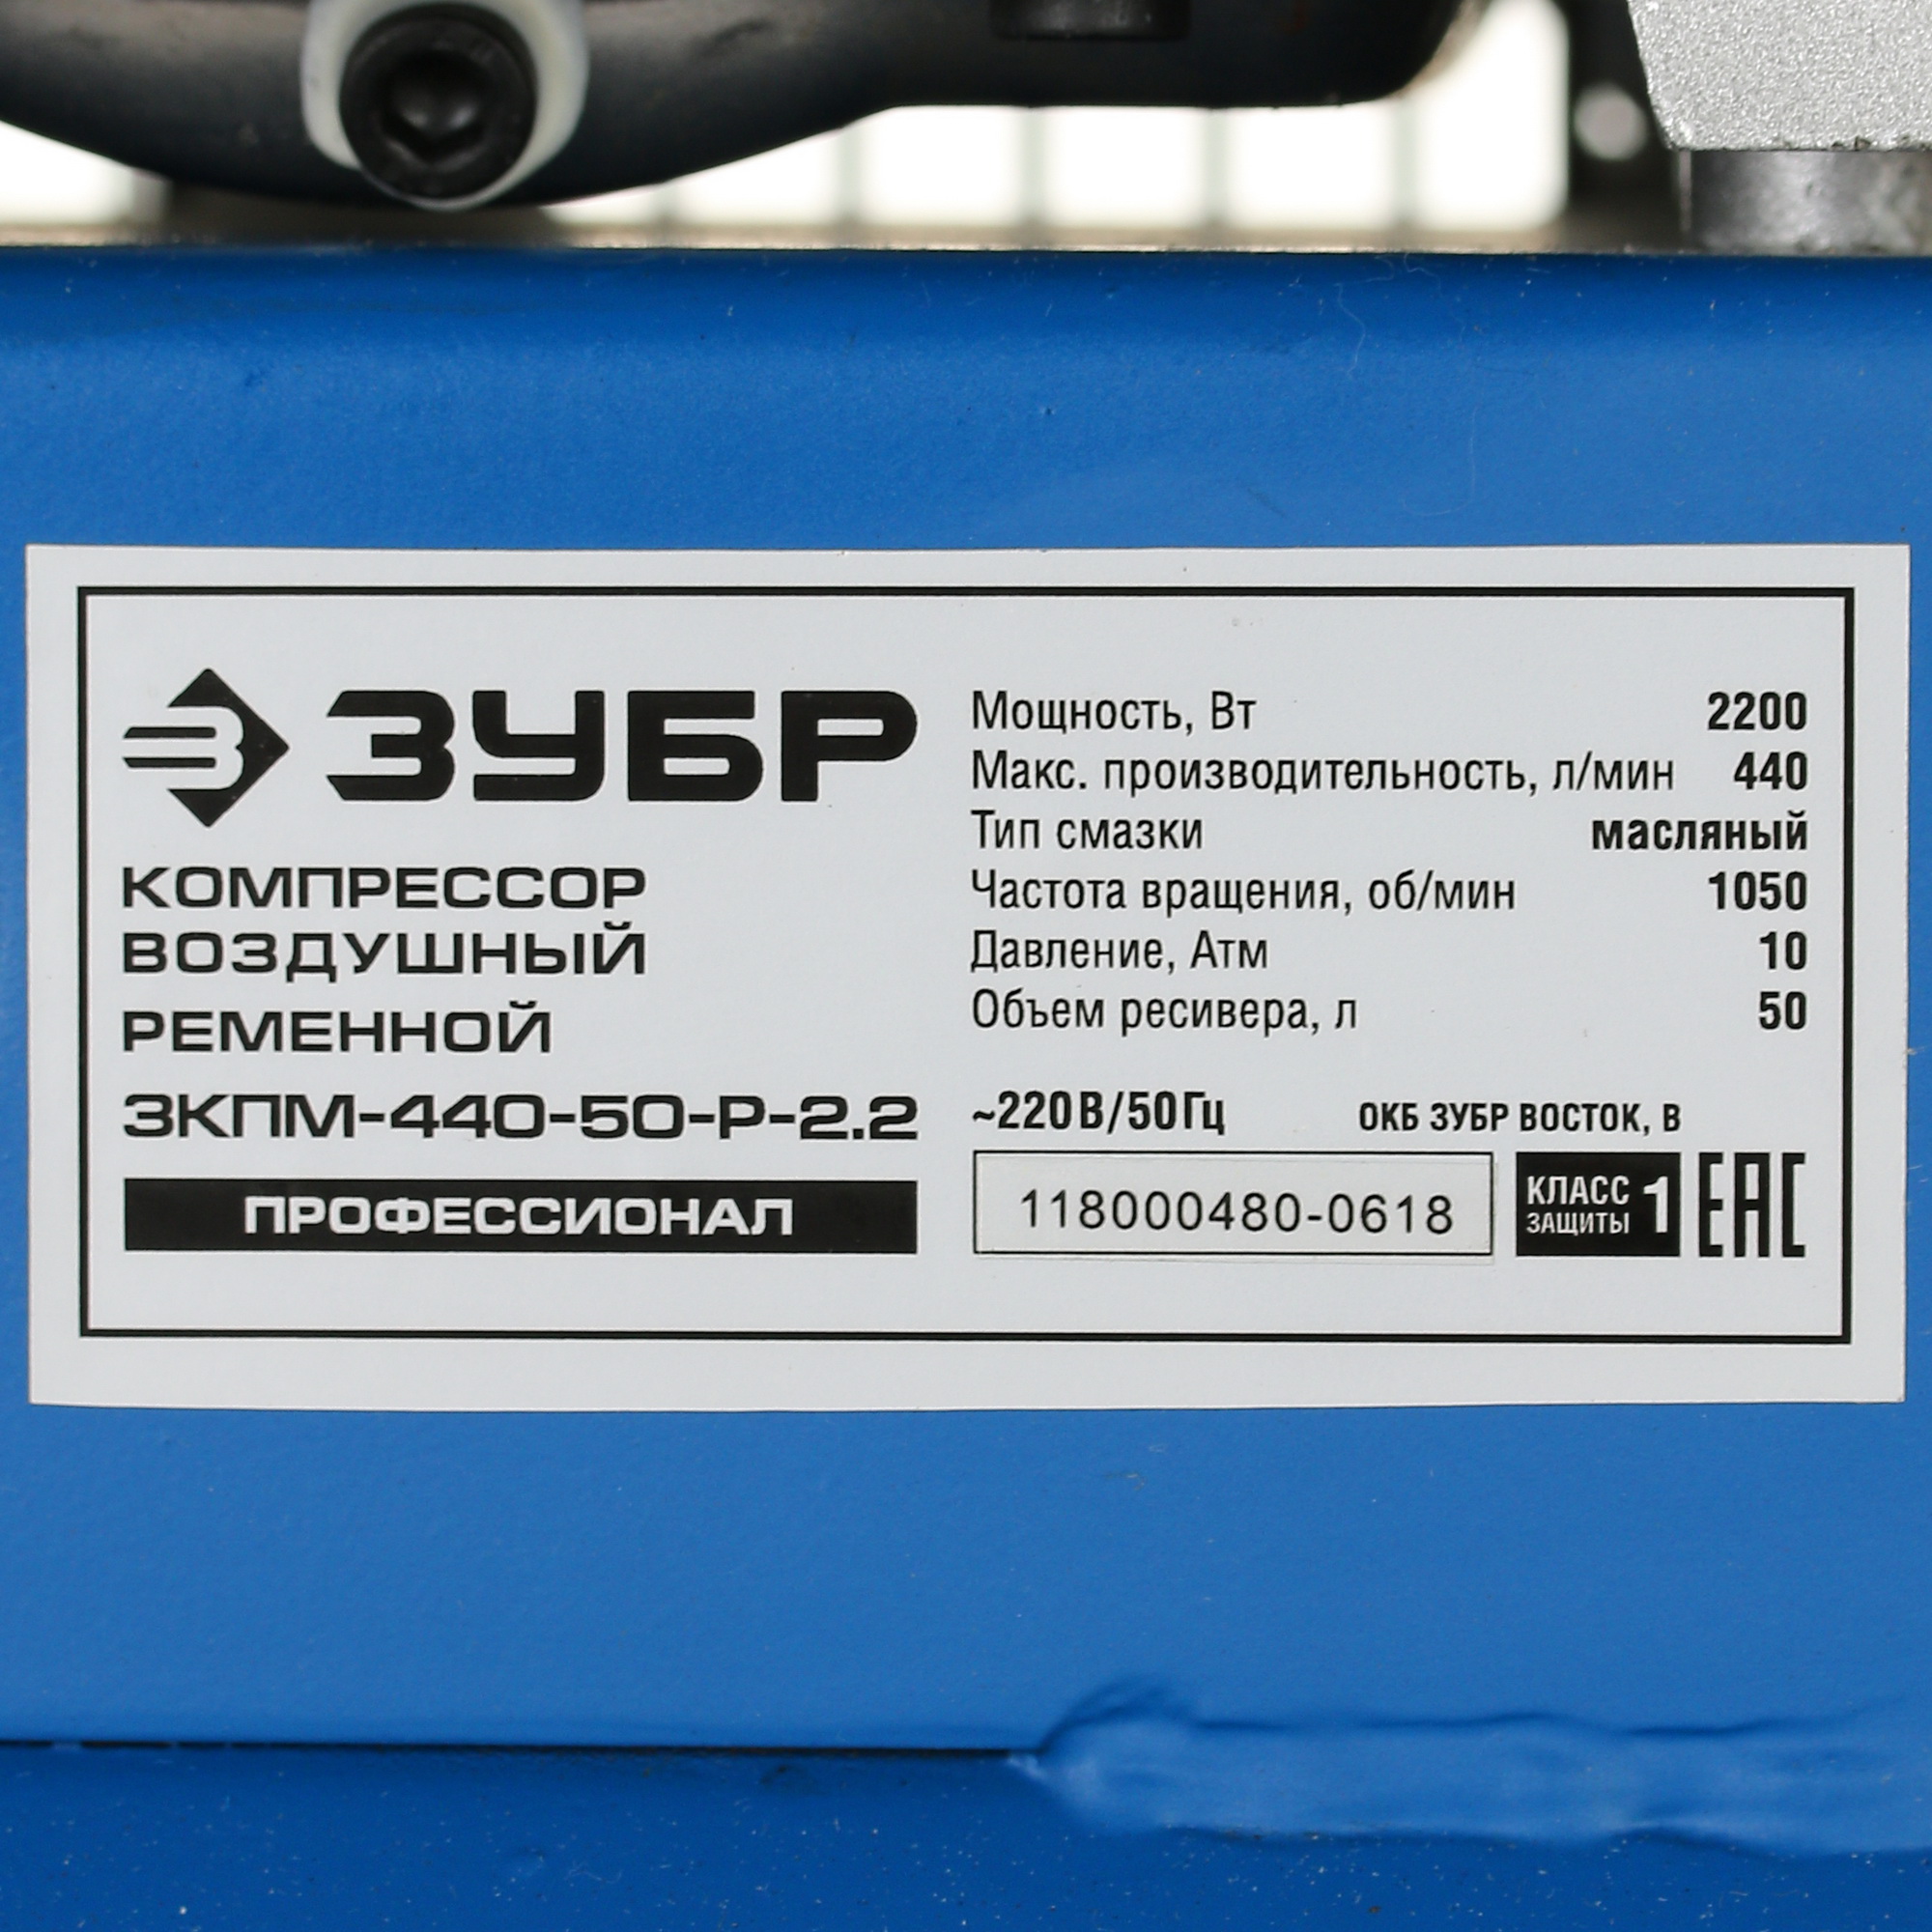 ЗУБР
КОМПРЕССОР
ВОЗДУШНЫЙ
РЕМЕННОЙ
ЗКПМ-440-50-Р-2.2
ПРОФЕССИОНАЛ
Мощность, Вт 2200
Макс. производительность, л/мин 440
Тип смазки масляный
Частота вращения, об/мин 1050
Давление, Атм 10
Объем ресивера, л 50
~220В/50Гц ОКБ ЗУБР ВОСТОК, В
118000480-0618
КЛАСС
ЗАЩИТЫ 1
EAC